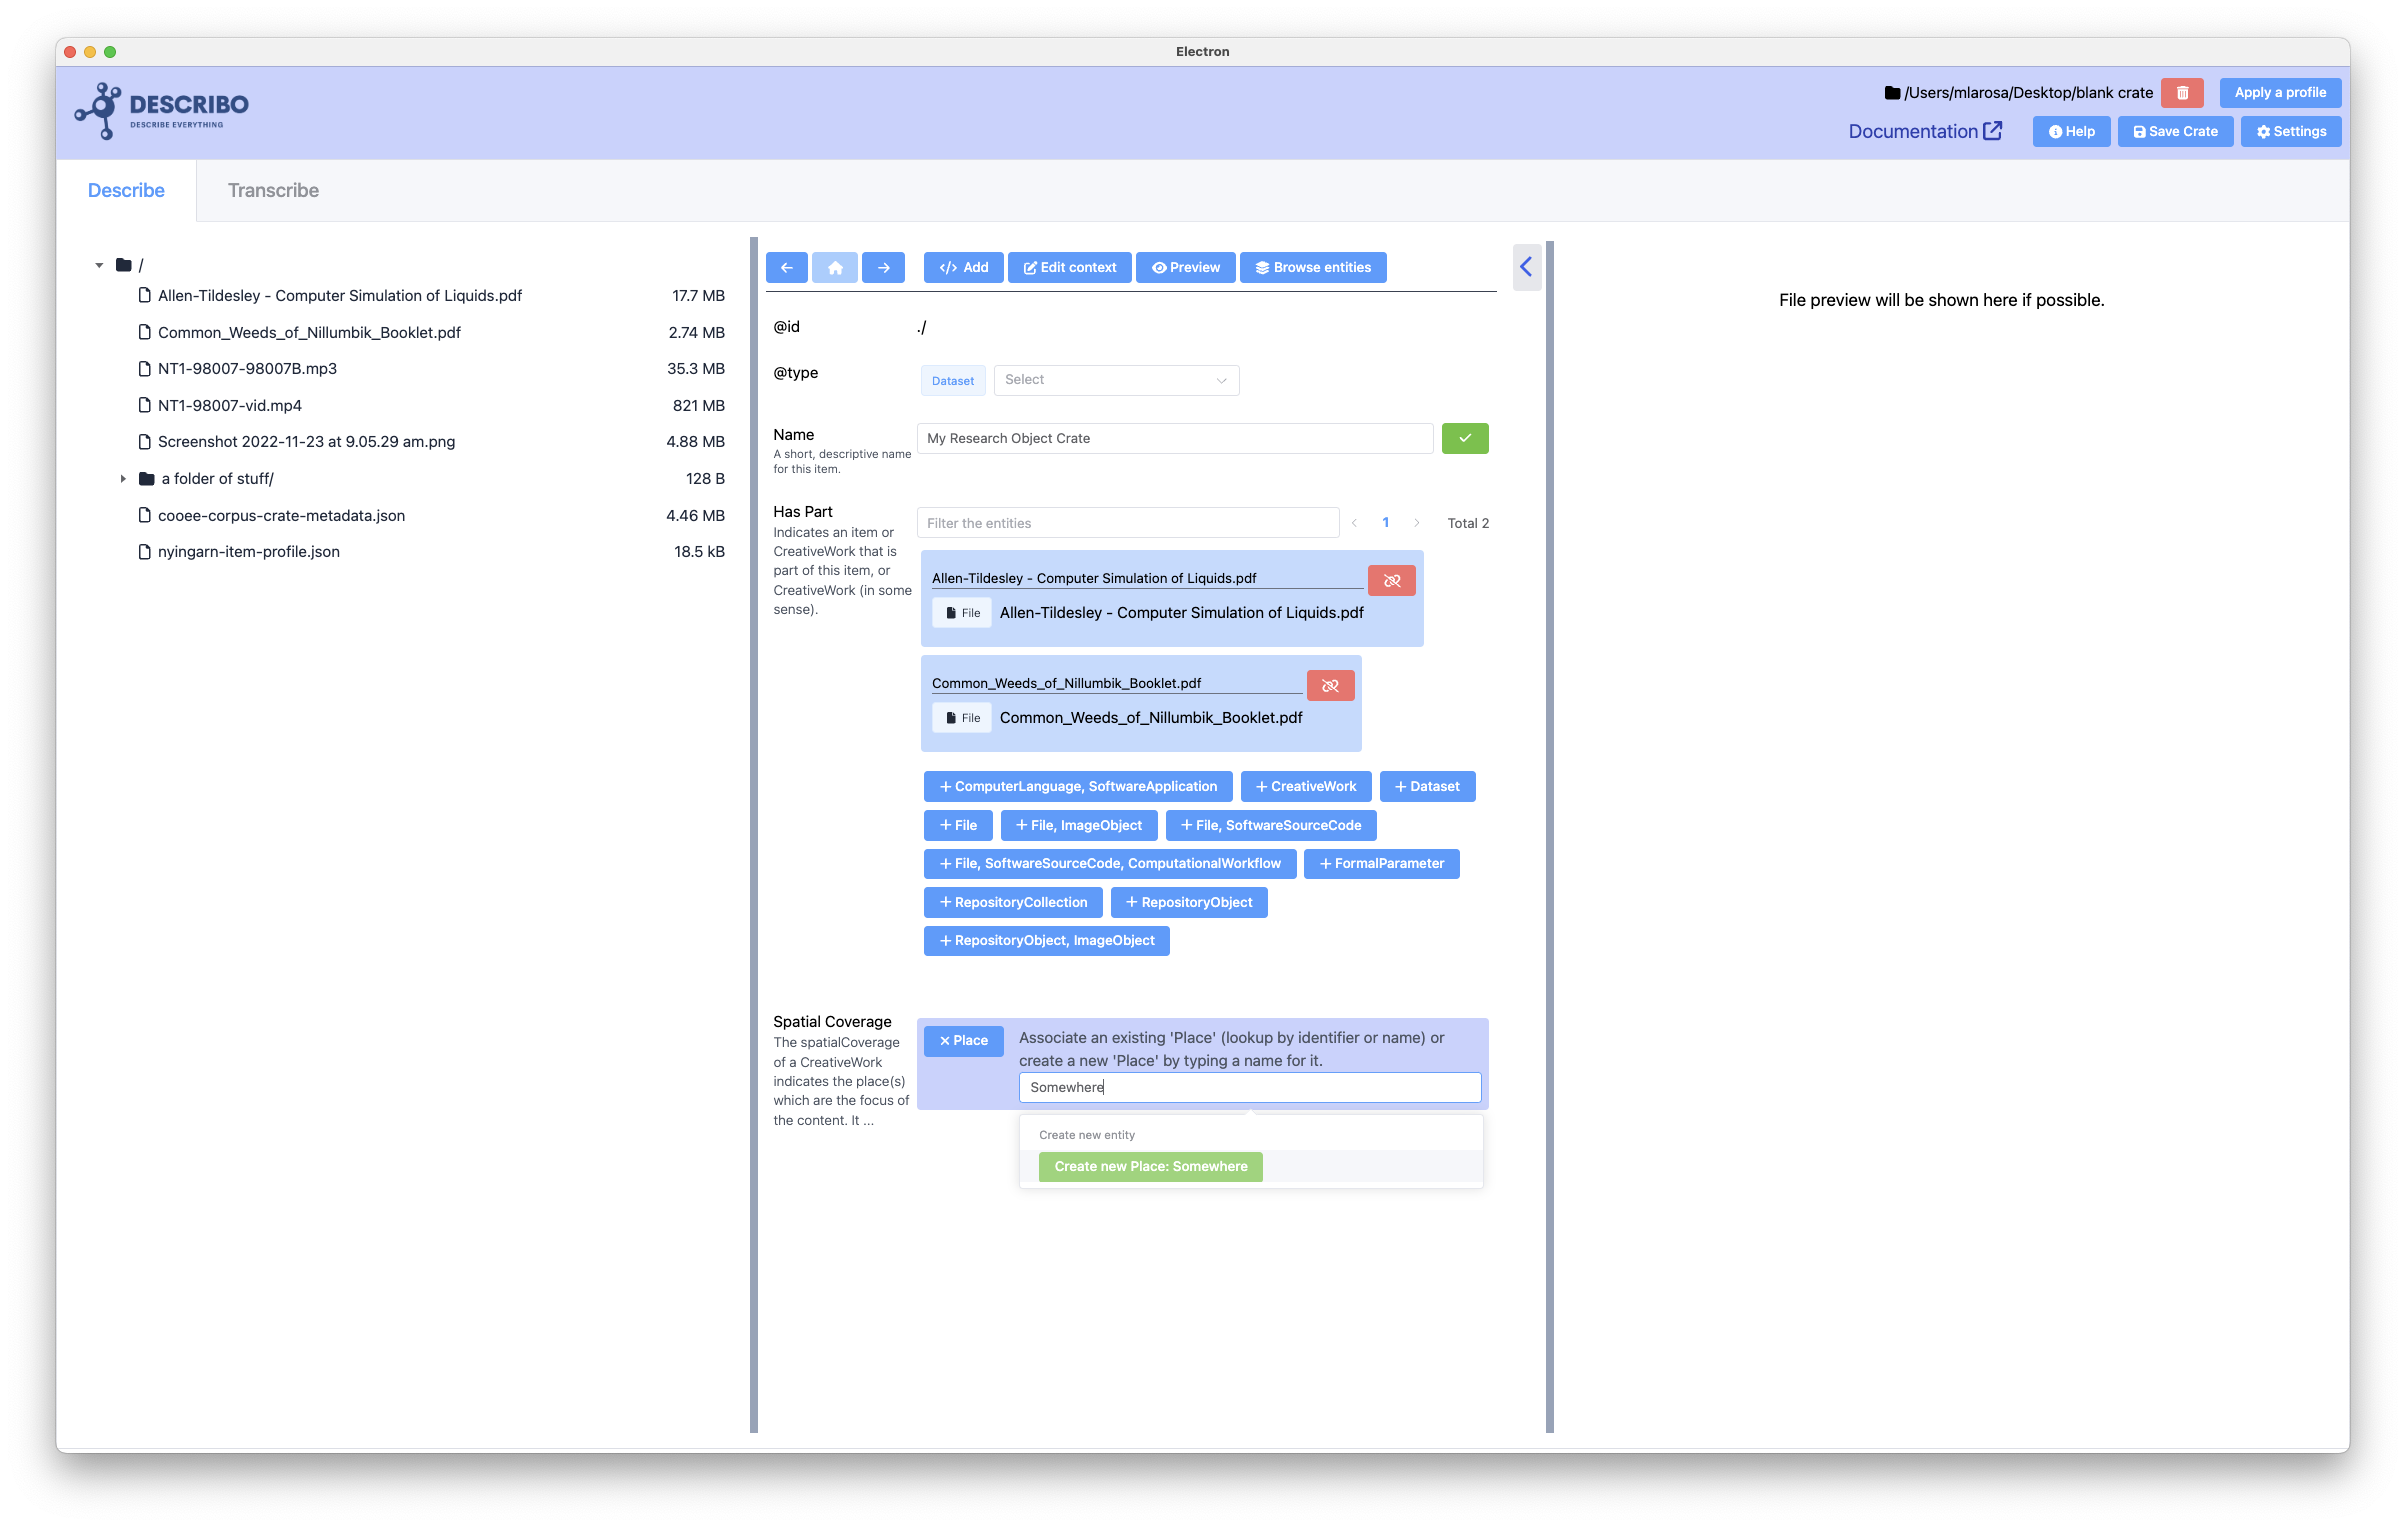 Electron
DESCRIBO
DESCRIBE EVERYTHING
/Users/mlarosa/Desktop/blank crate
Apply a profile
Documentation
Help
Save Crate
Settings
Describe
Transcribe
/
Allen-Tildesley - Computer Simulation of Liquids.pdf 17.7 MB
Common_Weeds_of_Nillumbik_Booklet.pdf 2.74 MB
NT1-98007-98007B.mp3 35.3 MB
NT1-98007-vid.mp4 821 MB
Screenshot 2022-11-23 at 9.05.29 am.png 4.88 MB
a folder of stuff/ 128 B
cooee-corpus-crate-metadata.json 4.46 MB
nyingarn-item-profile.json 18.5 kB
</> Add
Edit context
Preview
Browse entities
@id ./
@type Dataset Select
Name
A short, descriptive name
for this item.
My Research Object Crate
Has Part
Indicates an item or
CreativeWork that is
part of this item, or
CreativeWork (in some
sense).
Filter the entities
< 1 > Total 2
Allen-Tildesley - Computer Simulation of Liquids.pdf
File Allen-Tildesley - Computer Simulation of Liquids.pdf
Common_Weeds_of_Nillumbik_Booklet.pdf
File Common_Weeds_of_Nillumbik_Booklet.pdf
+ ComputerLanguage, SoftwareApplication + CreativeWork + Dataset
+ File + File, ImageObject + File, SoftwareSourceCode
+ File, SoftwareSourceCode, ComputationalWorkflow + FormalParameter
+ RepositoryCollection + RepositoryObject
+ RepositoryObject, ImageObject
Spatial Coverage
The spatialCoverage
of a CreativeWork
indicates the place(s)
which are the focus of
the content. It ...
× Place
Associate an existing 'Place' (lookup by identifier or name) or
create a new 'Place' by typing a name for it.
Somewhere
Create new entity
Create new Place: Somewhere
File preview will be shown here if possible.